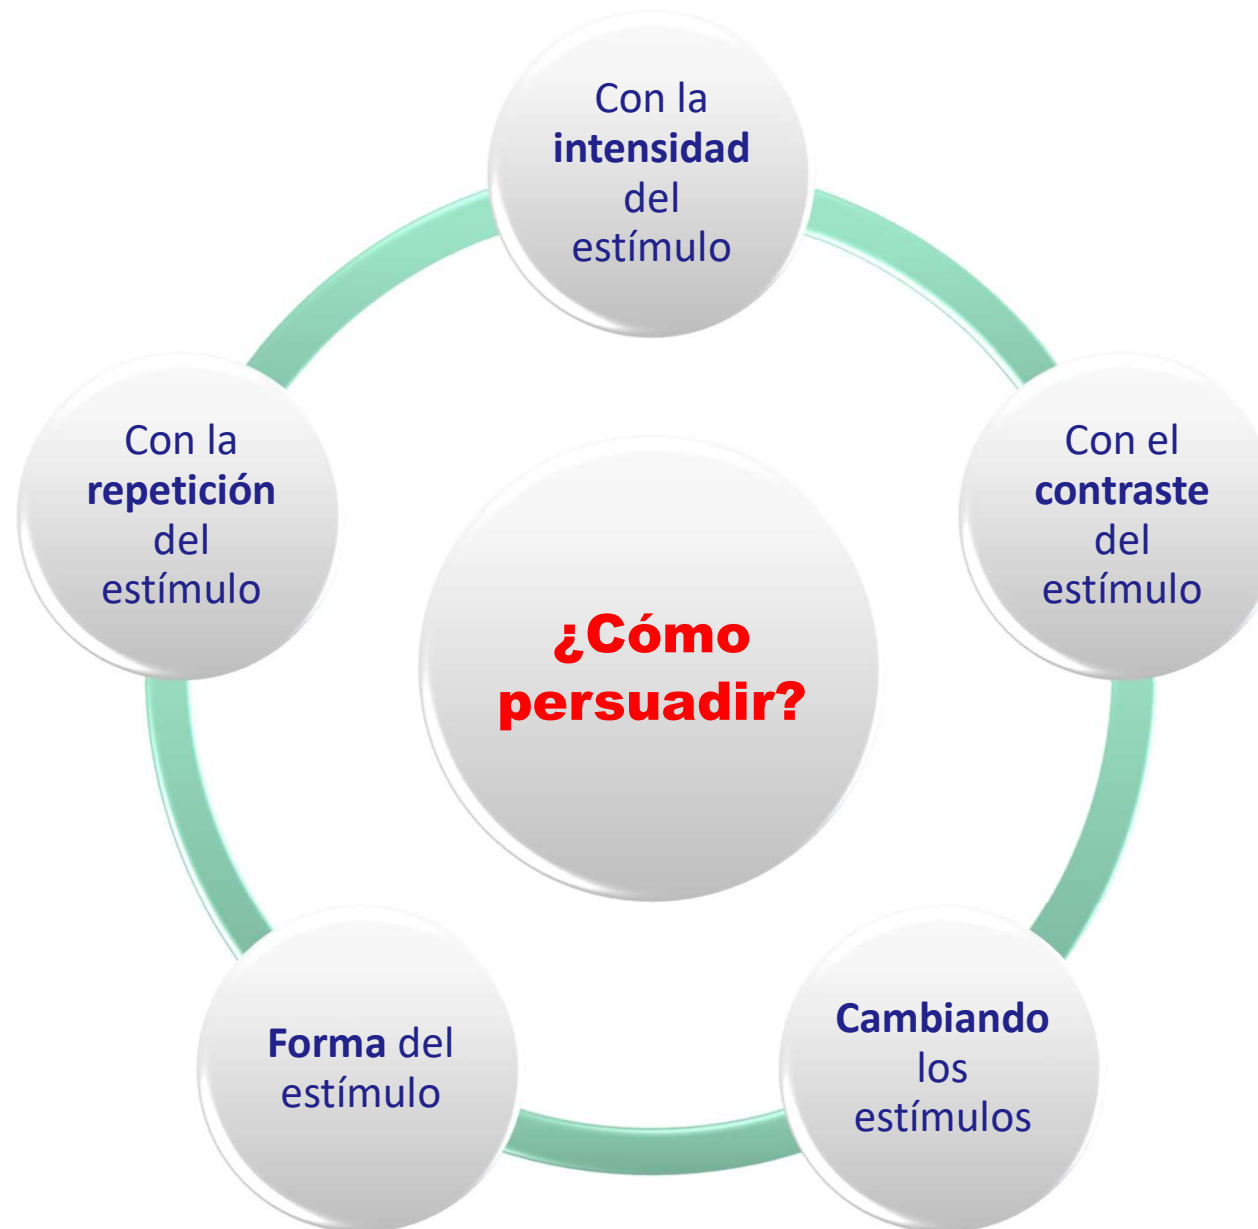 Con la
intensidad
del
estímulo
Con el
contraste
del
estímulo
Cambiando
los
estímulos
Forma del
estímulo
Con la
repetición
del
estímulo
¿Cómo
persuadir?